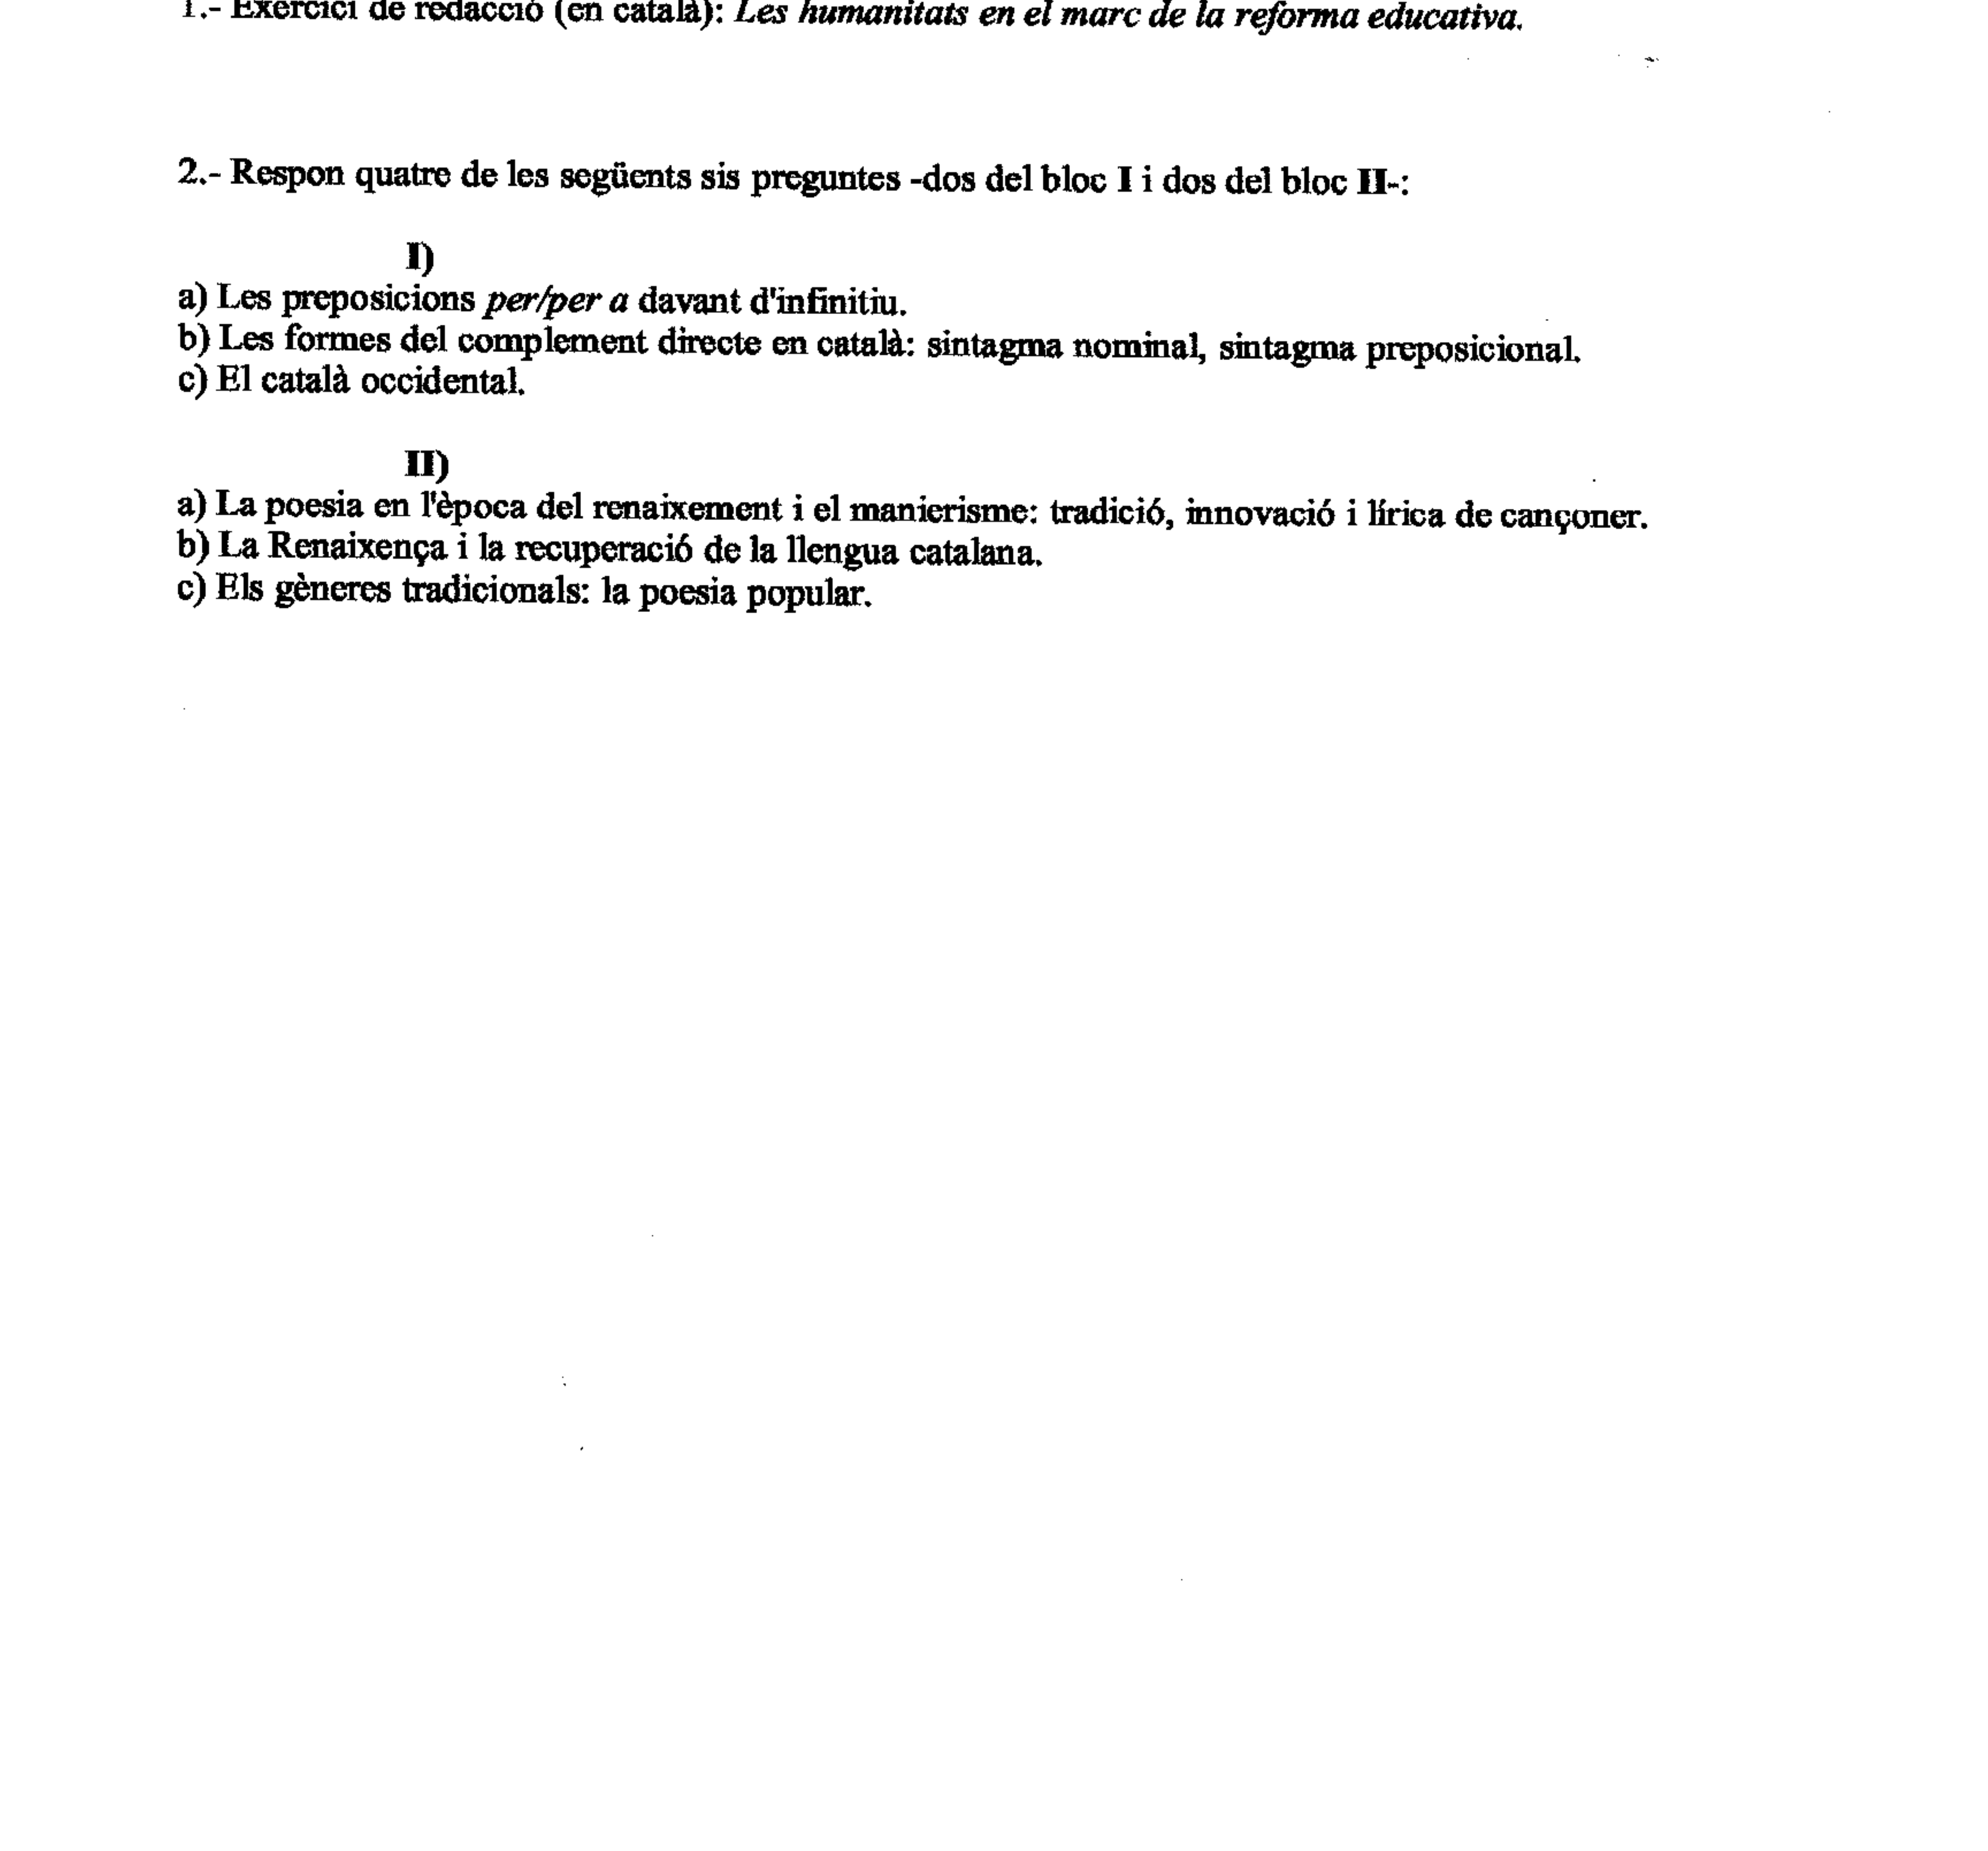 1.- Exercici de redacció (en català): Les humanitats en el marc de la reforma educativa.
2.- Respon quatre de les següents sis preguntes -dos del bloc I i dos del bloc II-:
I)
a) Les preposicions per/per a davant d'infinitiu.
b) Les formes del complement directe en català: sintagma nominal, sintagma preposicional.
c) El català occidental.
II)
a) La poesia en l'època del renaixement i el manierisme: tradició, innovació i lírica de cançoner.
b) La Renaixença i la recuperació de la llengua catalana.
c) Els gèneres tradicionals: la poesia popular.